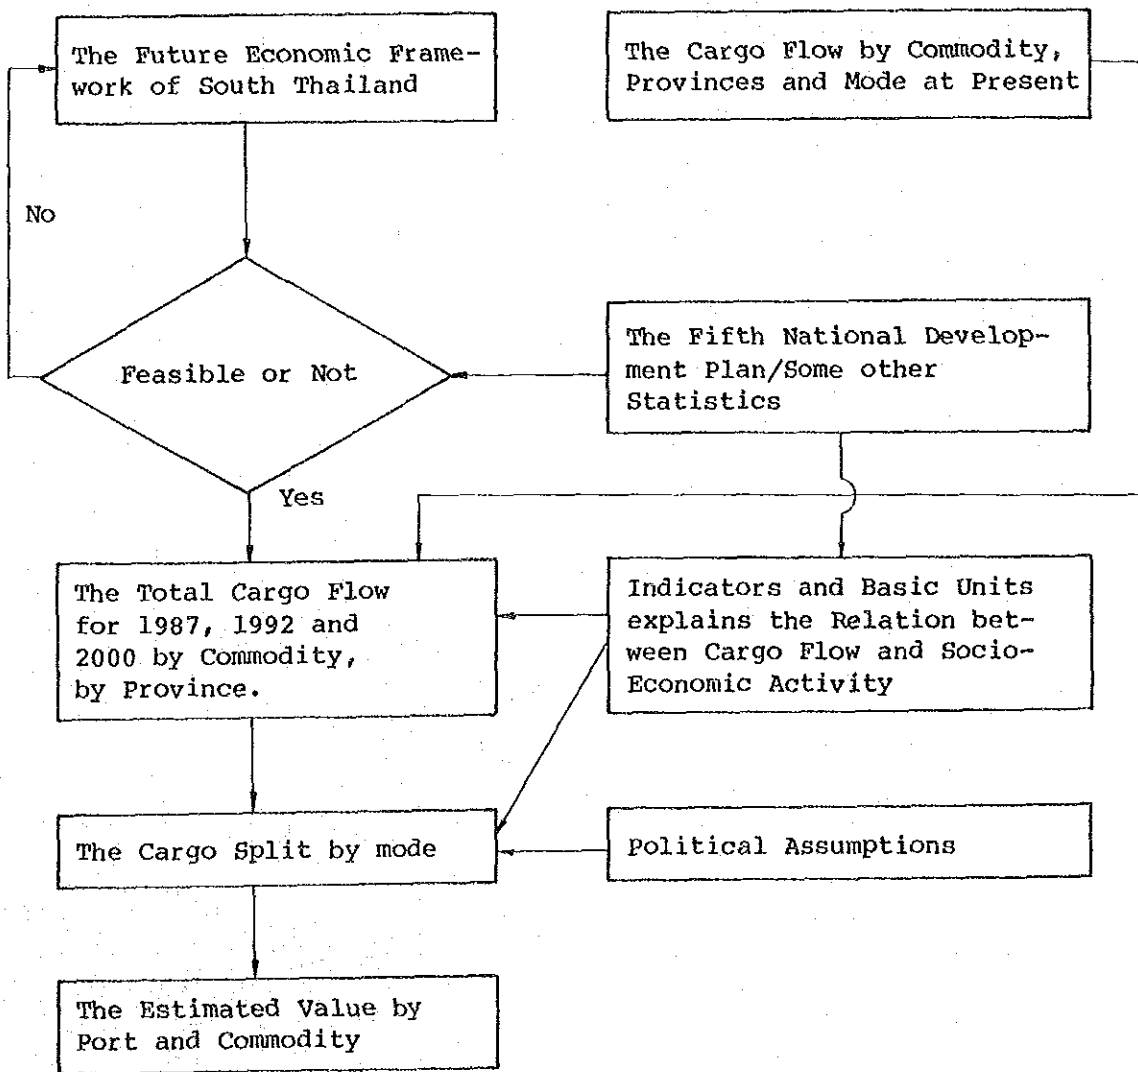 The Future Economic Frame-
work of South Thailand
The Cargo Flow by Commodity,
Provinces and Mode at Present
No
Feasible or Not
The Fifth National Develop-
ment Plan/Some other
Statistics
Yes
The Total Cargo Flow
for 1987, 1992 and
2000 by Commodity,
by Province.
Indicators and Basic Units
explains the Relation bet-
ween Cargo Flow and Socio-
Economic Activity
The Cargo Split by mode
Political Assumptions
The Estimated Value by
Port and Commodity